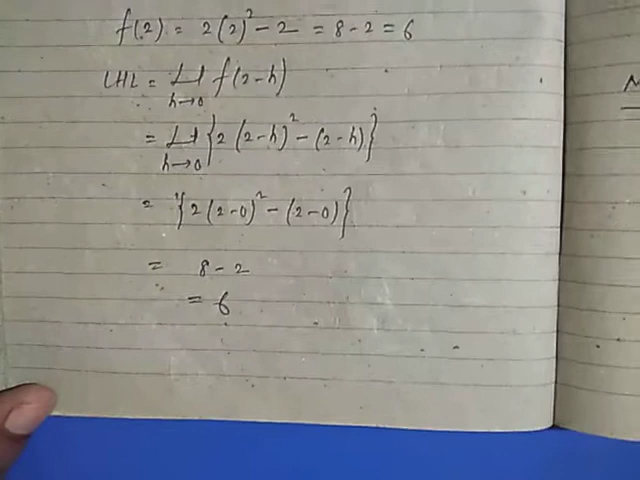 f(2) = 2(2)² - 2 = 8 - 2 = 6
LHL = Lt f(2-h)
h→0
= Lt {2(2-h)² - (2-h)}
h→0
= {2(2-0)² - (2-0)}
= 8 - 2
= 6